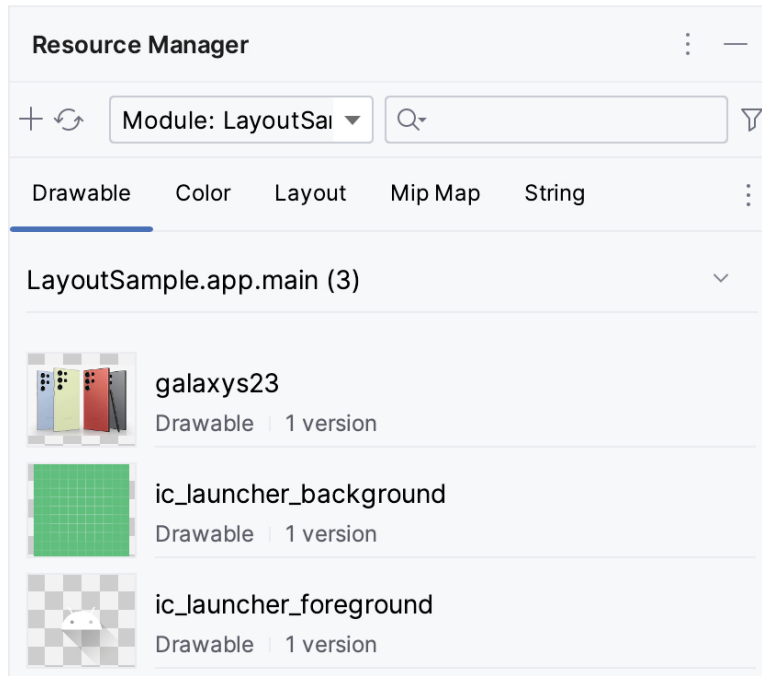 Resource Manager
Module: LayoutSa
Drawable Color Layout Mip Map String
LayoutSample.app.main (3)
galaxys23
Drawable 1 version
ic_launcher_background
Drawable 1 version
ic_launcher_foreground
Drawable 1 version